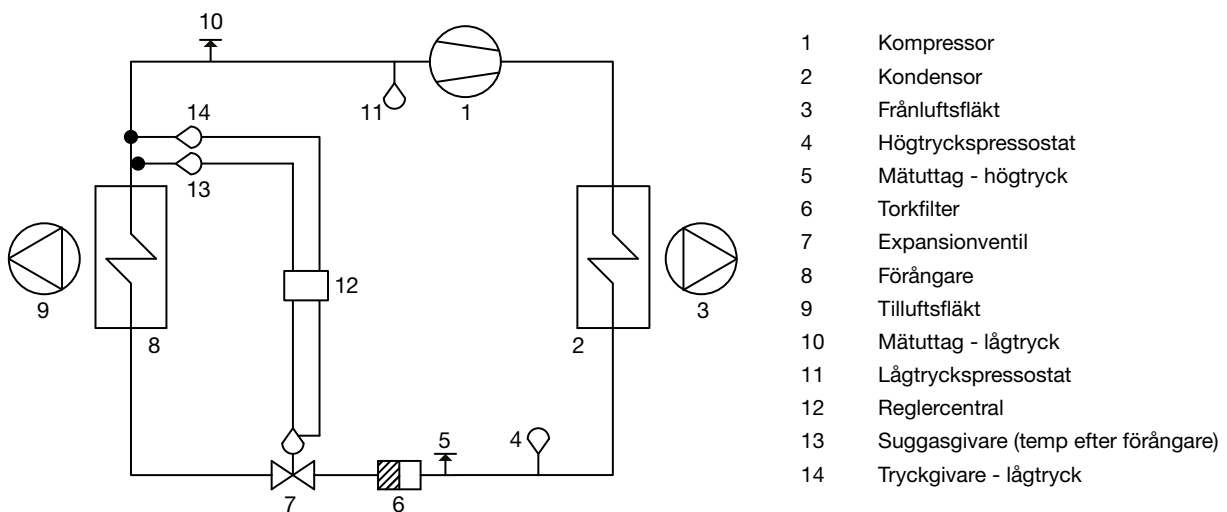 10
11
1
14
13
12
9
8
2
3
7
6
5
4
1 Kompressor
2 Kondensor
3 Frånluftsfläkt
4 Högtryckspressostat
5 Mätuttag - högtryck
6 Torkfilter
7 Expansionventil
8 Förångare
9 Tilluftsfläkt
10 Mätuttag - lågtryck
11 Lågtryckspressostat
12 Reglercentral
13 Suggasgivare (temp efter förångare)
14 Tryckgivare - lågtryck